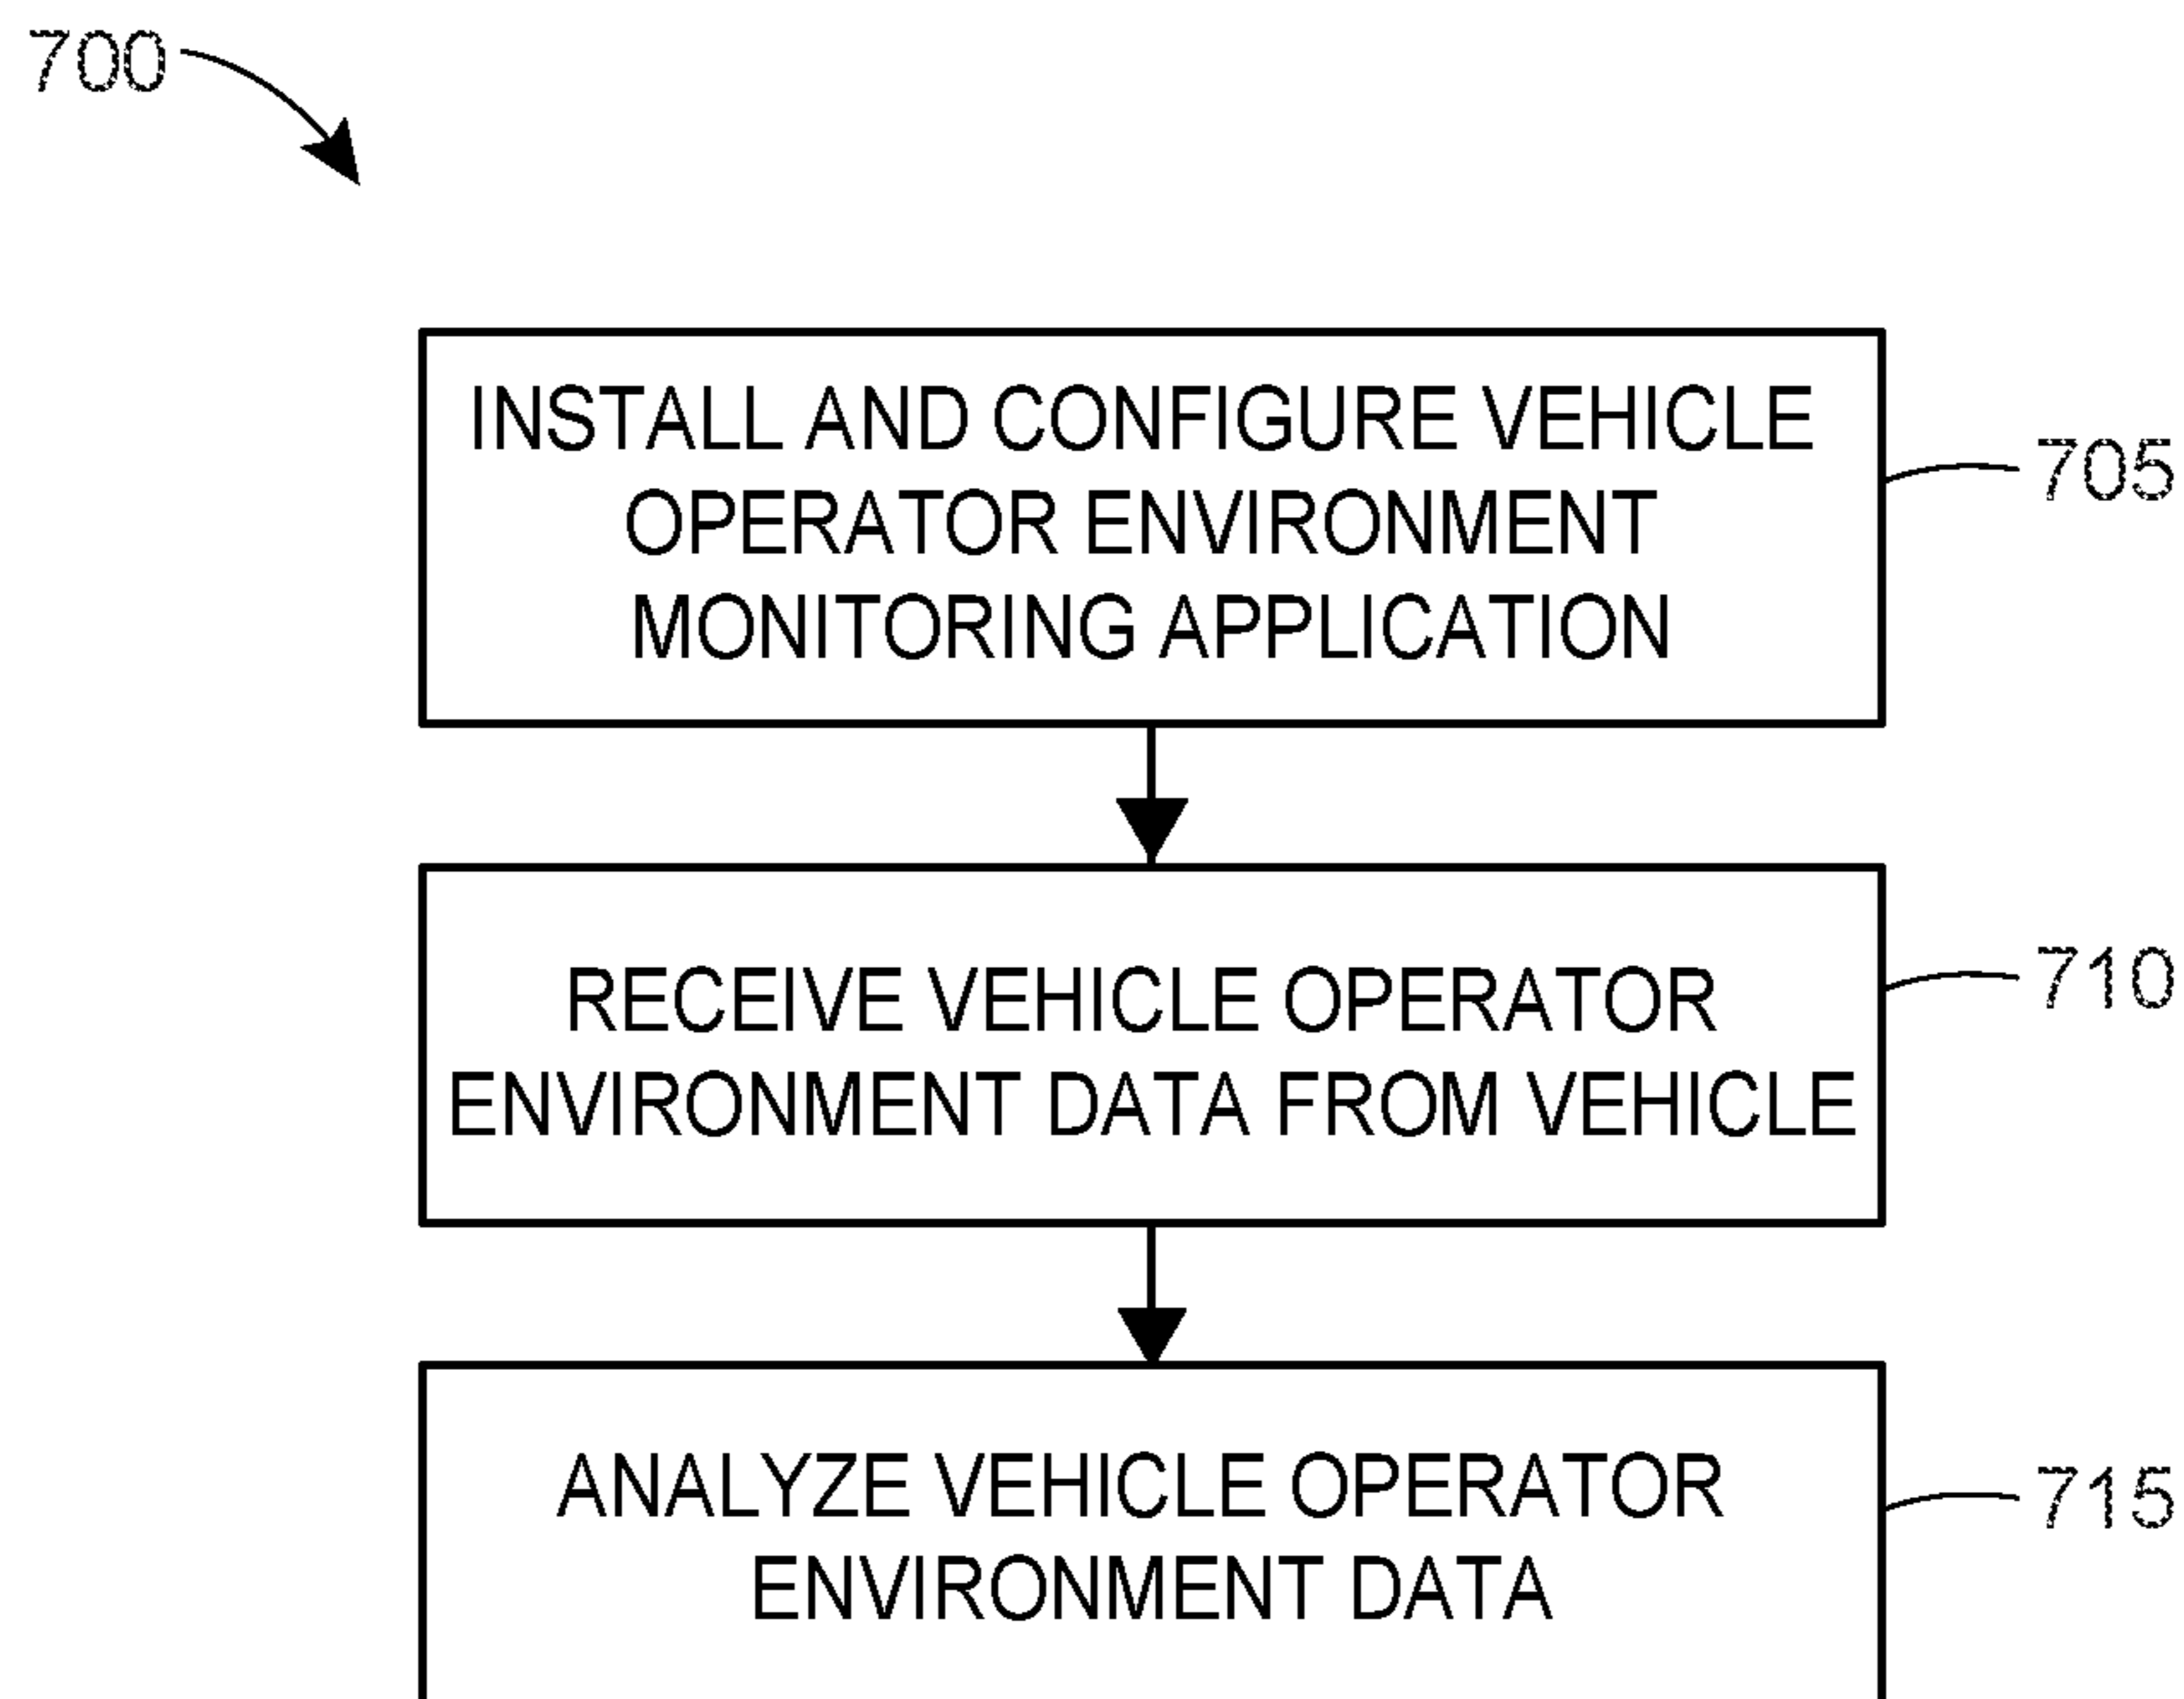 700
INSTALL AND CONFIGURE VEHICLE
OPERATOR ENVIRONMENT
MONITORING APPLICATION
705
RECEIVE VEHICLE OPERATOR
ENVIRONMENT DATA FROM VEHICLE
710
ANALYZE VEHICLE OPERATOR
ENVIRONMENT DATA
715